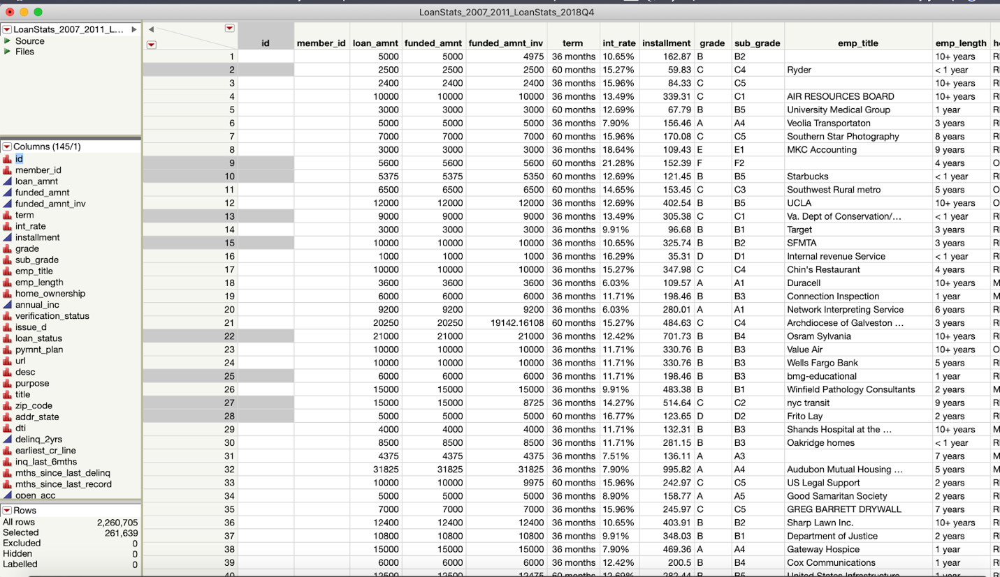 LoanStats_2007_2011_LoanStats_2018Q4
LoanStats_2007_2011_L...
Source
Files
Columns (145/1)
id
member_id
loan_amnt
funded_amnt
funded_amnt_inv
term
int_rate
installment
grade
sub_grade
emp_title
emp_length
home_ownership
annual_inc
verification_status
issue_d
loan_status
pymnt_plan
url
desc
purpose
title
zip_code
addr_state
dti
delinq_2yrs
earliest_cr_line
inq_last_6mths
mths_since_last_delinq
mths_since_last_record
open_acc
Rows
All rows 2,260,705
Selected 261,639
Excluded 0
Hidden 0
Labelled 0
id member_id loan_amnt funded_amnt funded_amnt_inv term int_rate installment grade sub_grade emp_title emp_length
1 5000 5000 4975 36 months 10.65% 162.87 B B2 10+ years
2 2500 2500 2500 60 months 15.27% 59.83 C C4 Ryder < 1 year
3 2400 2400 2400 36 months 15.96% 84.33 C C5 10+ years
4 10000 10000 10000 36 months 13.49% 339.31 C C1 AIR RESOURCES BOARD 10+ years
5 3000 3000 3000 60 months 12.69% 67.79 B B5 University Medical Group 1 year
6 5000 5000 5000 36 months 7.90% 156.46 A A4 Veolia Transportaton 3 years
7 7000 7000 7000 60 months 15.96% 170.08 C C5 Southern Star Photography 8 years
8 3000 3000 3000 36 months 18.64% 109.43 E E1 MKC Accounting 9 years
9 5600 5600 5600 60 months 21.28% 152.39 F F2 4 years
10 5375 5375 5350 60 months 12.69% 121.45 B B5 Starbucks < 1 year
11 6500 6500 6500 60 months 14.65% 153.45 C C3 Southwest Rural metro 5 years
12 12000 12000 12000 36 months 12.69% 402.54 B B5 UCLA 10+ years
13 9000 9000 9000 36 months 13.49% 305.38 C C1 Va. Dept of Conservation/... < 1 year
14 3000 3000 3000 36 months 9.91% 96.68 B B1 Target 3 years
15 10000 10000 10000 36 months 10.65% 325.74 B B2 SFMTA 3 years
16 1000 1000 1000 36 months 16.29% 35.31 D D1 Internal revenue Service < 1 year
17 10000 10000 10000 36 months 15.27% 347.98 C C4 Chin's Restaurant 4 years
18 3600 3600 3600 36 months 6.03% 109.57 A A1 Duracell 10+ years
19 6000 6000 6000 36 months 11.71% 198.46 B B3 Connection Inspection 1 year
20 9200 9200 9200 36 months 6.03% 280.01 A A1 Network Interpreting Service 6 years
21 20250 20250 19142.16108 60 months 15.27% 484.63 C C4 Archdiocese of Galveston ... 3 years
22 21000 21000 21000 36 months 12.42% 701.73 B B4 Osram Sylvania 10+ years
23 10000 10000 10000 36 months 11.71% 330.76 B B3 Value Air 10+ years
24 10000 10000 10000 36 months 11.71% 330.76 B B3 Wells Fargo Bank 5 years
25 6000 6000 6000 36 months 11.71% 198.46 B B3 bmg-educational 1 year
26 15000 15000 15000 36 months 9.91% 483.38 B B1 Winfield Pathology Consultants 2 years
27 15000 15000 8725 36 months 14.27% 514.64 C C2 nyc transit 9 years
28 5000 5000 5000 60 months 16.77% 123.65 D D2 Frito Lay 2 years
29 4000 4000 4000 36 months 11.71% 132.31 B B3 Shands Hospital at the ... 10+ years
30 8500 8500 8500 36 months 11.71% 281.15 B B3 Oakridge homes < 1 year
31 4375 4375 4375 36 months 7.51% 136.11 A A3 7 years
32 31825 31825 31825 36 months 7.90% 995.82 A A4 Audubon Mutual Housing ... 5 years
33 10000 10000 9975 60 months 15.96% 242.97 C C5 US Legal Support 2 years
34 5000 5000 5000 36 months 8.90% 158.77 A A5 Good Samaritan Society 2 years
35 7000 7000 7000 36 months 15.96% 245.97 C C5 GREG BARRETT DRYWALL 7 years
36 12400 12400 12400 36 months 10.65% 403.91 B B2 Sharp Lawn Inc. 10+ years
37 10800 10800 10800 36 months 9.91% 348.03 B B1 Department of Justice 2 years
38 15000 15000 15000 36 months 7.90% 469.36 A A4 Gateway Hospice 1 year
39 6000 6000 6000 36 months 12.42% 200.5 B B4 Cox Communications 1 year
40 12500 12500 12475 60 months 12.69% 282.44 B B5 United States Infrastructure 1 year